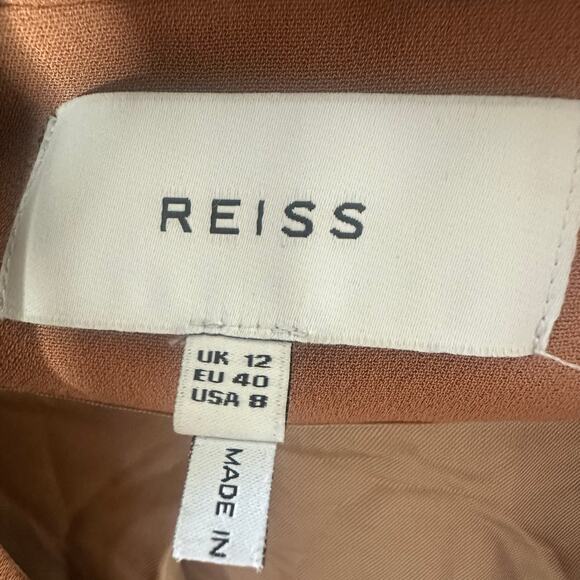 REISS
UK 12
EU 40
USA 8
MADE IN